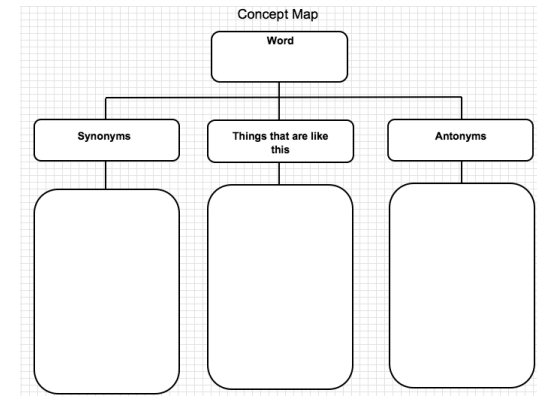 Concept Map
Word
Synonyms
Things that are like
this
Antonyms